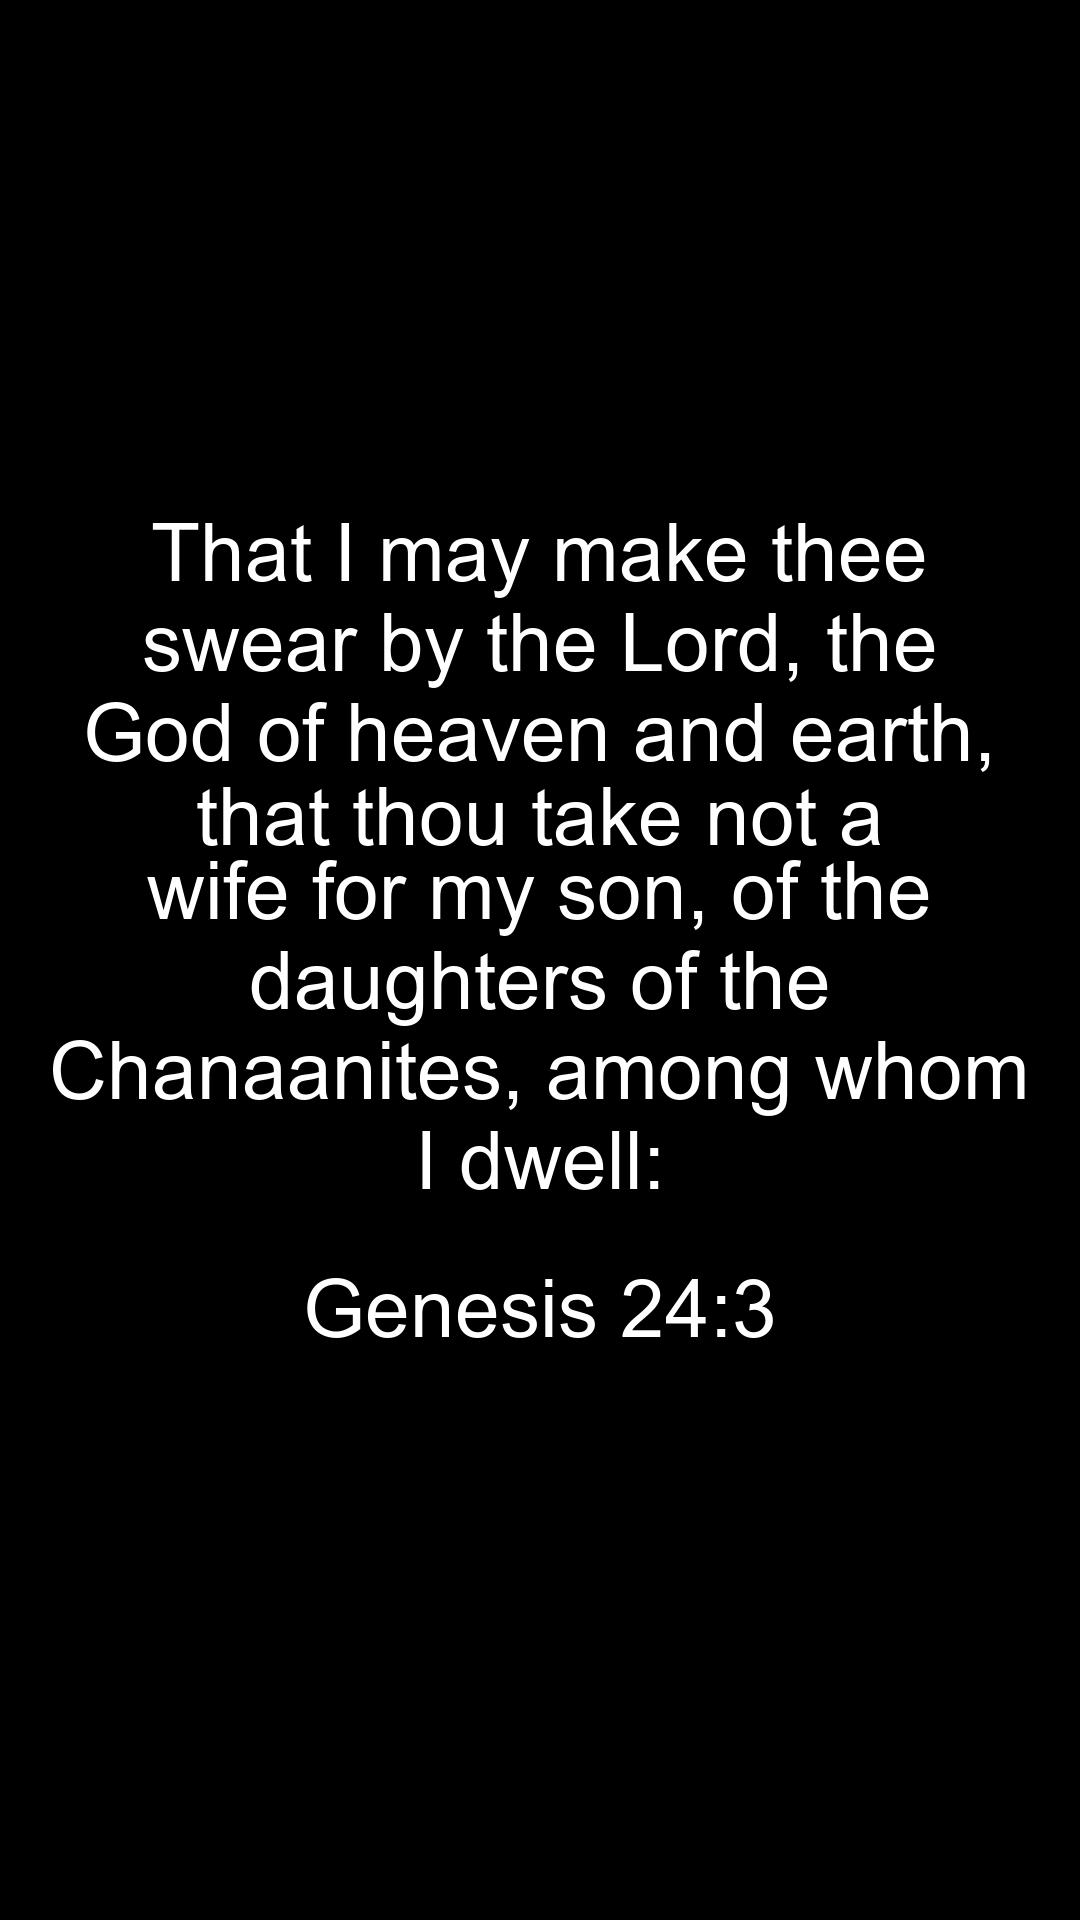 That I may make thee
swear by the Lord, the
God of heaven and earth,
that thou take not a
wife for my son, of the
daughters of the
Chanaanites, among whom
I dwell:
Genesis 24:3